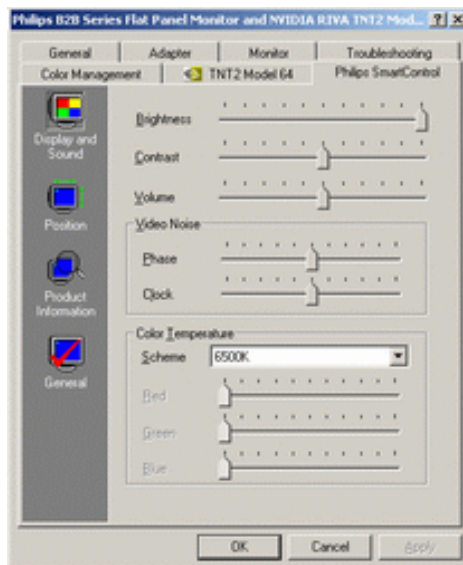 Philips B2B Series Flat Panel Monitor and NVIDIA RIVA TNT2 Mod...
General Adapter Monitor Troubleshooting
Color Management TNT2 Model 64 Philips SmartControl
Display and
Sound
Position
Product
Information
General
Brightness
Contrast
Volume
Video Noise
Phase
Clock
Color Temperature
Scheme 6500K
Red
Green
Blue
OK Cancel Apply